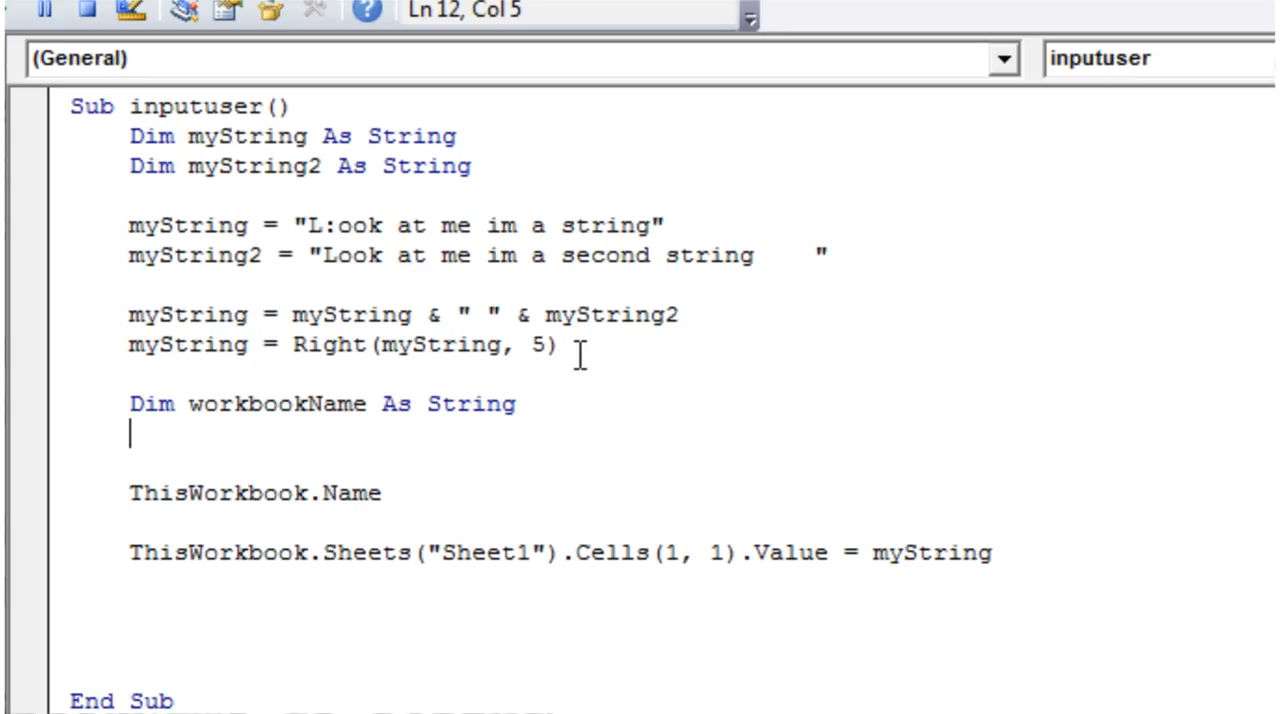 Ln 12, Col 5
(General) inputuser
Sub inputuser()
Dim myString As String
Dim myString2 As String
myString = "L:ook at me im a string"
myString2 = "Look at me im a second string    "
myString = myString & " " & myString2
myString = Right(myString, 5)
Dim workbookName As String
ThisWorkbook.Name
ThisWorkbook.Sheets("Sheet1").Cells(1, 1).Value = myString
End Sub